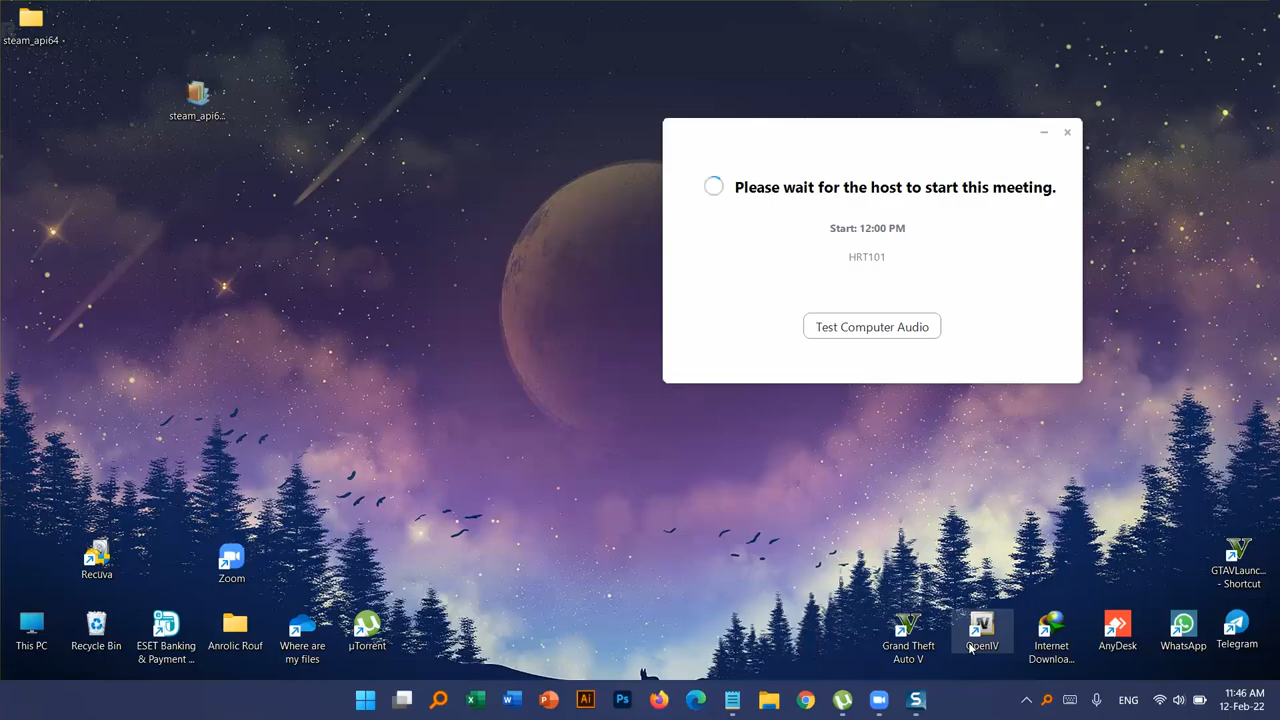 steam_api64
steam_api6...
Please wait for the host to start this meeting.
Start: 12:00 PM
HRT101
Test Computer Audio
Recuva
Zoom
GTAVLaunc...
- Shortcut
This PC
Recycle Bin
ESET Banking
& Payment ...
Anrolic Rouf
Where are
my files
µTorrent
Grand Theft
Auto V
OpenIV
Internet
Downloa...
AnyDesk
WhatsApp
Telegram
ENG
11:46 AM
12-Feb-22